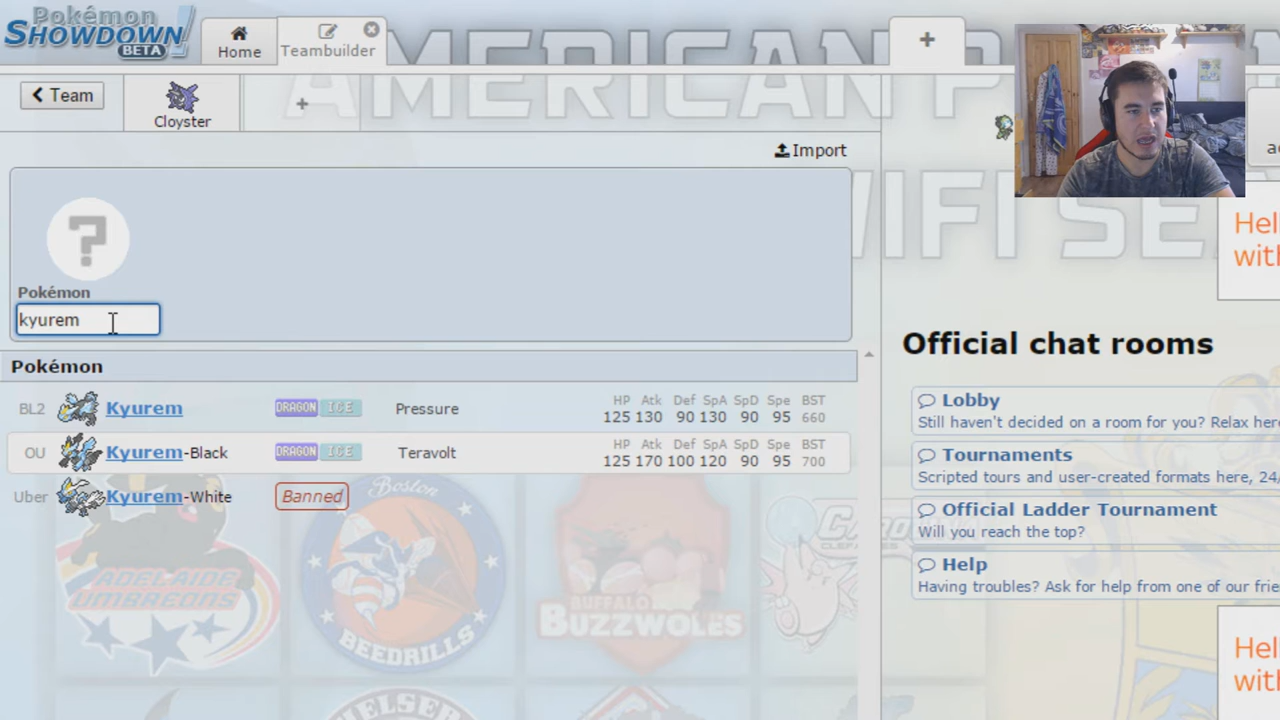 Pokémon
SHOWDOWN!
BETA
Home
Teambuilder
+
AMERICAN P
Team
Cloyster
+
Import
WIFI SE
Pokémon
kyurem
Pokémon
BL2 Kyurem DRAGON ICE Pressure HP 125 Atk 130 Def 90 SpA 130 SpD 90 Spe 95 BST 660
OU Kyurem-Black DRAGON ICE Teravolt HP 125 Atk 170 Def 100 SpA 120 SpD 90 Spe 95 BST 700
Uber Kyurem-White Banned
Boston
BEEDRILLS
ADELAIDE
UMBREONS
BUFFALO
BUZZWOLES
Official chat rooms
Lobby
Still haven't decided on a room for you? Relax here
Tournaments
Scripted tours and user-created formats here, 24/
Official Ladder Tournament
Will you reach the top?
Help
Having troubles? Ask for help from one of our frie
Hel
with
Hel
with